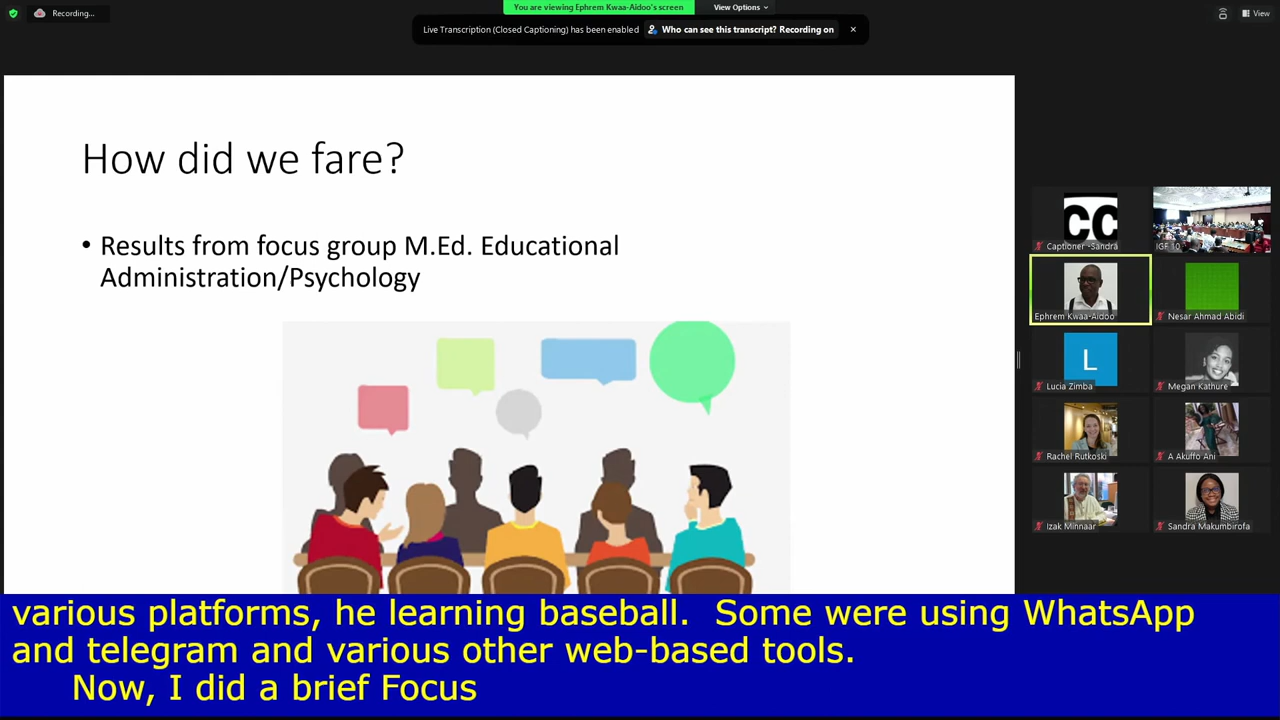 Recording...
You are viewing Ephrem Kwaa-Aidoo's screen
View Options
View
Live Transcription (Closed Captioning) has been enabled
Who can see this transcript? Recording on
How did we fare?
• Results from focus group M.Ed. Educational
Administration/Psychology
CC
Captioner -Sandra
IGF 10
Ephrem Kwaa-Aidoo
Nesar Ahmad Abidi
L
Lucia Zimba
Megan Kathure
Rachel Rutkoski
A Akuffo Ani
Izak Minnaar
Sandra Makumbirofa
various platforms, he learning baseball. Some were using WhatsApp
and telegram and various other web-based tools.
Now, I did a brief Focus